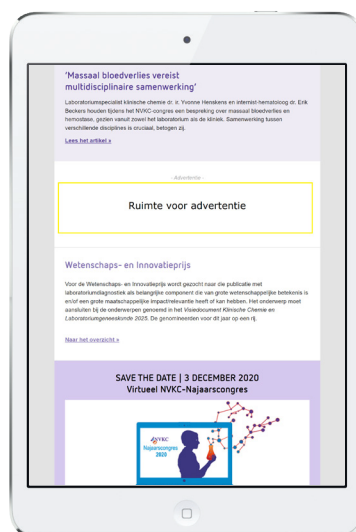 'Massaal bloedverlies vereist
multidisciplinaire samenwerking'
Laboratoriumspecialist klinische chemie dr. ir. Yvonne Henskens en internist-hematoloog dr. Erik
Beckers houden tijdens het NVKC-congres een bespreking over massaal bloedverlies en
hemostase, gezien vanuit zowel het laboratorium als de kliniek. Samenwerking tussen
verschillende disciplines is cruciaal, betogen zij.
Lees het artikel »
- Advertentie -
Ruimte voor advertentie
Wetenschaps- en Innovatieprijs
Voor de Wetenschaps- en Innovatieprijs wordt gezocht naar die publicatie met
laboratoriumdiagnostiek als belangrijke component die van grote wetenschappelijke betekenis is
en/of een grote maatschappelijke impact/relevantie heeft of kan hebben. Het onderwerp moet
aansluiten bij de onderwerpen genoemd in het Visiedocument Klinische Chemie en
Laboratoriumgeneeskunde 2025. De genomineerden voor dit jaar op een rij.
Naar het overzicht »
SAVE THE DATE | 3 DECEMBER 2020
Virtueel NVKC-Najaarscongres
NVKC
Najaarscongres
2020